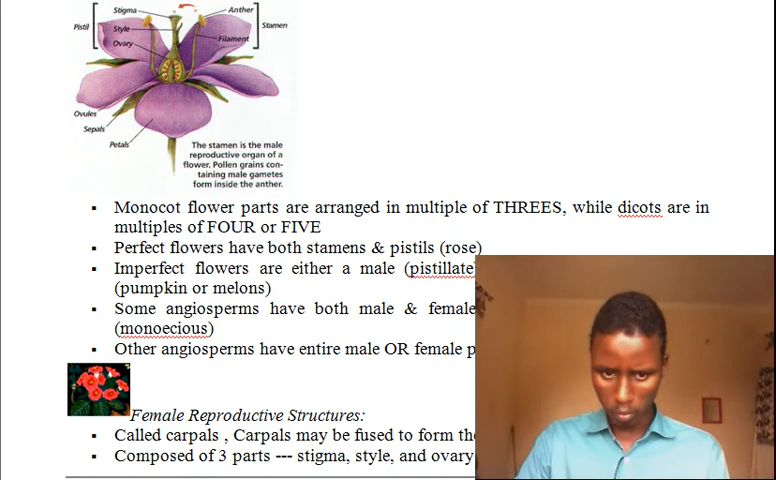 Stigma
Anther
Pistil
Style
Stamen
Ovary
Filament
Ovules
Sepals
Petals
The stamen is the male
reproductive organ of a
flower. Pollen grains con-
taining male gametes
form inside the anther.
▪ Monocot flower parts are arranged in multiple of THREES, while dicots are in
multiples of FOUR or FIVE
▪ Perfect flowers have both stamens & pistils (rose)
▪ Imperfect flowers are either a male (pistillate
(pumpkin or melons)
▪ Some angiosperms have both male & female
(monoecious)
▪ Other angiosperms have entire male OR female p
Female Reproductive Structures:
▪ Called carpals , Carpals may be fused to form the
▪ Composed of 3 parts --- stigma, style, and ovary